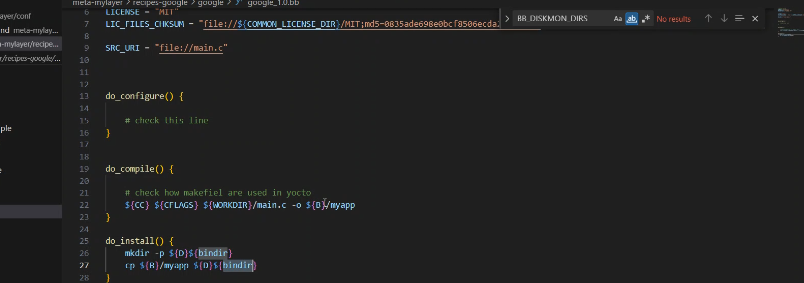 layer/conf
nd meta-mylayer/
a-mylayer/recipe...
r/recipes-google/...
ple
meta-mylayer > recipes-google > google > google_1.0.bb
BB_DISKMON_DIRS
Aa
ab
No results
6 LICENSE = "MIT"
7 LIC_FILES_CHKSUM = "file://${COMMON_LICENSE_DIR}/MIT;md5=0835ade698e0bcf8506ecda
8
9 SRC_URI = "file://main.c"
10
11
12
13 do_configure() {
14
15 # check this line
16 }
17
18
19 do_compile() {
20
21 # check how makefiel are used in yocto
22 ${CC} ${CFLAGS} ${WORKDIR}/main.c -o ${B}/myapp
23 }
24
25 do_install() {
26 mkdir -p ${D}${bindir}
27 cp ${B}/myapp ${D}${bindir}
28 }